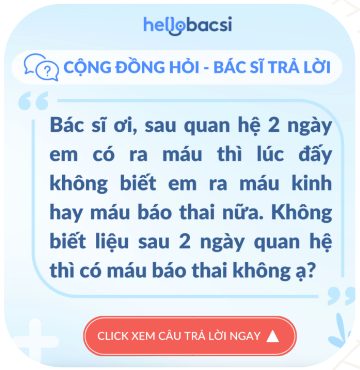 hellobacsi
CỘNG ĐỒNG HỎI - BÁC SĨ TRẢ LỜI
Bác sĩ ơi, sau quan hệ 2 ngày
em có ra máu thì lúc đấy
không biết em ra máu kinh
hay máu báo thai nữa. Không
biết liệu sau 2 ngày quan hệ
thì có máu báo thai không ạ?
CLICK XEM CÂU TRẢ LỜI NGAY